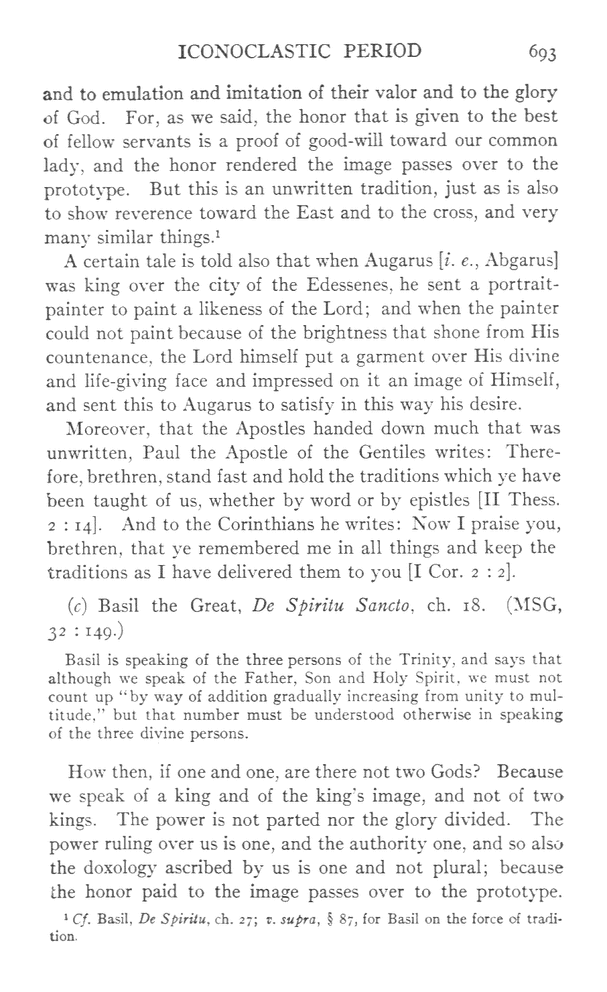 ICONOCLASTIC PERIOD 693
and to emulation and imitation of their valor and to the glory
of God. For, as we said, the honor that is given to the best
of fellow servants is a proof of good-will toward our common
lady, and the honor rendered the image passes over to the
prototype. But this is an unwritten tradition, just as is also
to show reverence toward the East and to the cross, and very
many similar things.¹
A certain tale is told also that when Augarus [i. e., Abgarus]
was king over the city of the Edessenes, he sent a portrait-
painter to paint a likeness of the Lord; and when the painter
could not paint because of the brightness that shone from His
countenance, the Lord himself put a garment over His divine
and life-giving face and impressed on it an image of Himself,
and sent this to Augarus to satisfy in this way his desire.
Moreover, that the Apostles handed down much that was
unwritten, Paul the Apostle of the Gentiles writes: There-
fore, brethren, stand fast and hold the traditions which ye have
been taught of us, whether by word or by epistles [II Thess.
2 : 14]. And to the Corinthians he writes: Now I praise you,
brethren, that ye remembered me in all things and keep the
traditions as I have delivered them to you [I Cor. 2 : 2].
(c) Basil the Great, De Spiritu Sancto, ch. 18. (MSG,
32 : 149.)
Basil is speaking of the three persons of the Trinity, and says that
although we speak of the Father, Son and Holy Spirit, we must not
count up “by way of addition gradually increasing from unity to mul-
titude,” but that number must be understood otherwise in speaking
of the three divine persons.
How then, if one and one, are there not two Gods? Because
we speak of a king and of the king's image, and not of two
kings. The power is not parted nor the glory divided. The
power ruling over us is one, and the authority one, and so also
the doxology ascribed by us is one and not plural; because
the honor paid to the image passes over to the prototype.
¹ Cf. Basil, De Spiritu, ch. 27; v. supra, § 87, for Basil on the force of tradi-
tion.